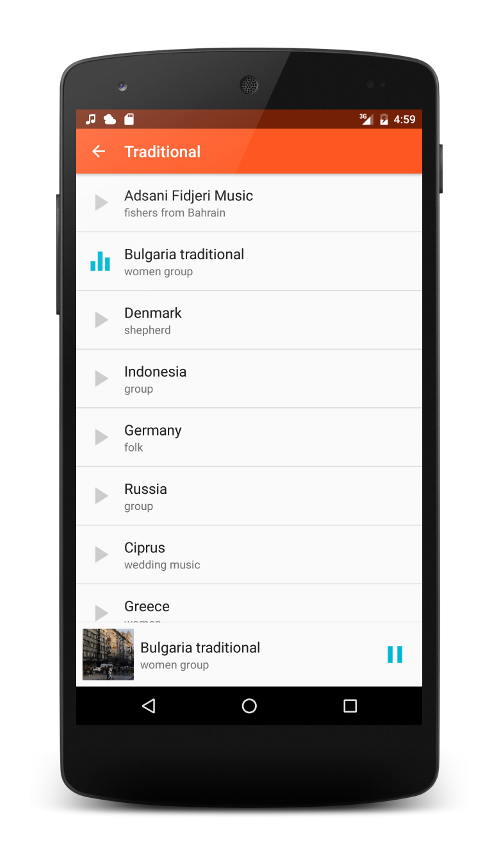 3G
4:59
Traditional
Adsani Fidjeri Music
fishers from Bahrain
Bulgaria traditional
women group
Denmark
shepherd
Indonesia
group
Germany
folk
Russia
group
Ciprus
wedding music
Greece
Bulgaria traditional
women group